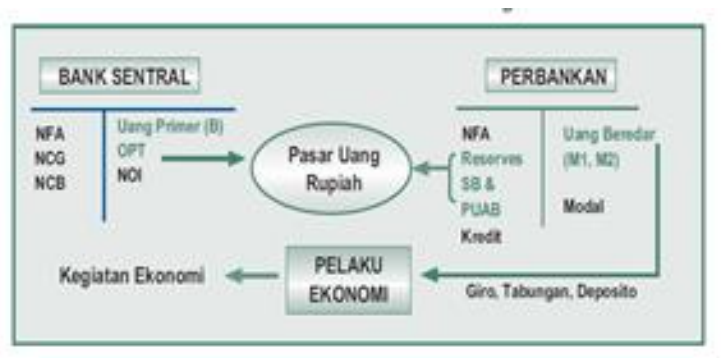 BANK SENTRAL
NFA
NCG
NCB
Uang Primer (B)
OPT
NOI
Pasar Uang
Rupiah
PERBANKAN
NFA
Reserves
SB &
PUAB
Kredit
Uang Beredar
(M1, M2)
Modal
Kegiatan Ekonomi
PELAKU
EKONOMI
Giro, Tabungan, Deposito